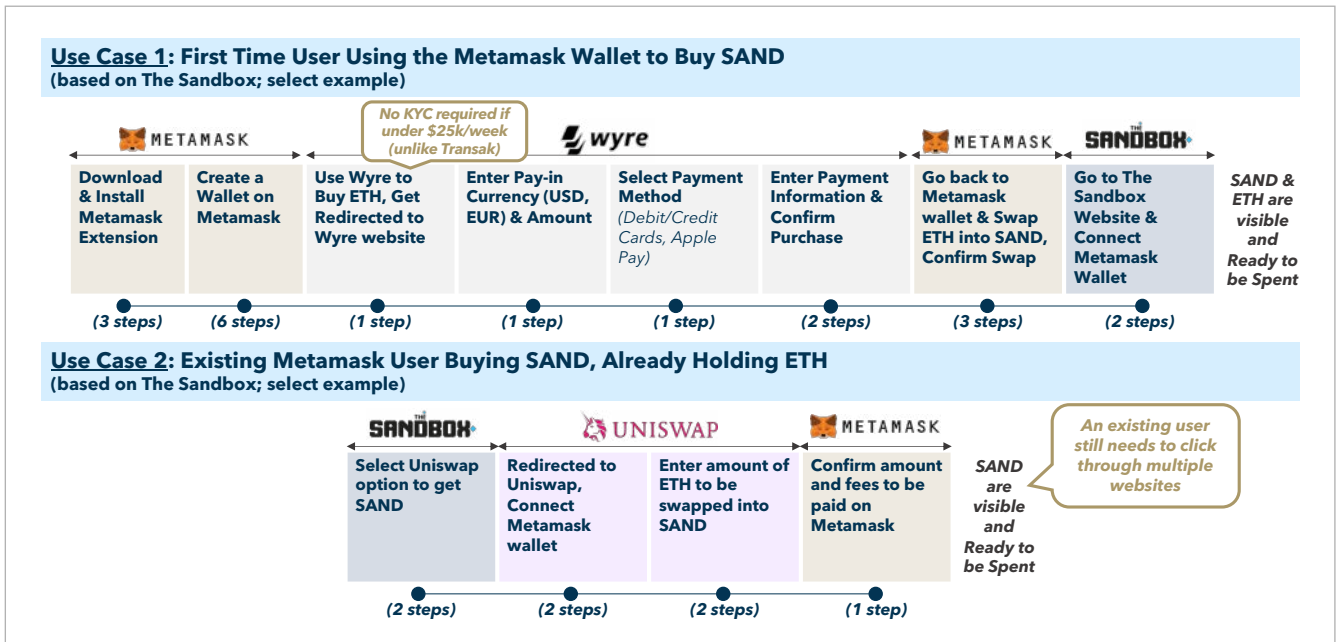 Use Case 1: First Time User Using the Metamask Wallet to Buy SAND
(based on The Sandbox; select example)
No KYC required if
under $25k/week
(unlike Transak)
METAMASK
wyre
METAMASK
THE
SANDBOX
Download
& Install
Metamask
Extension
Create a
Wallet on
Metamask
Use Wyre to
Buy ETH, Get
Redirected to
Wyre website
Enter Pay-in
Currency (USD,
EUR) & Amount
Select Payment
Method
(Debit/Credit
Cards, Apple
Pay)
Enter Payment
Information &
Confirm
Purchase
Go back to
Metamask
wallet & Swap
ETH into SAND,
Confirm Swap
Go to The
Sandbox
Website &
Connect
Metamask
Wallet
SAND &
ETH are
visible
and
Ready to
be Spent
(3 steps)
(6 steps)
(1 step)
(1 step)
(1 step)
(2 steps)
(3 steps)
(2 steps)
Use Case 2: Existing Metamask User Buying SAND, Already Holding ETH
(based on The Sandbox; select example)
THE
SANDBOX
UNISWAP
METAMASK
An existing user
still needs to click
through multiple
websites
Select Uniswap
option to get
SAND
Redirected to
Uniswap,
Connect
Metamask
wallet
Enter amount of
ETH to be
swapped into
SAND
Confirm amount
and fees to be
paid on
Metamask
SAND
are
visible
and
Ready to
be Spent
(2 steps)
(2 steps)
(2 steps)
(1 step)